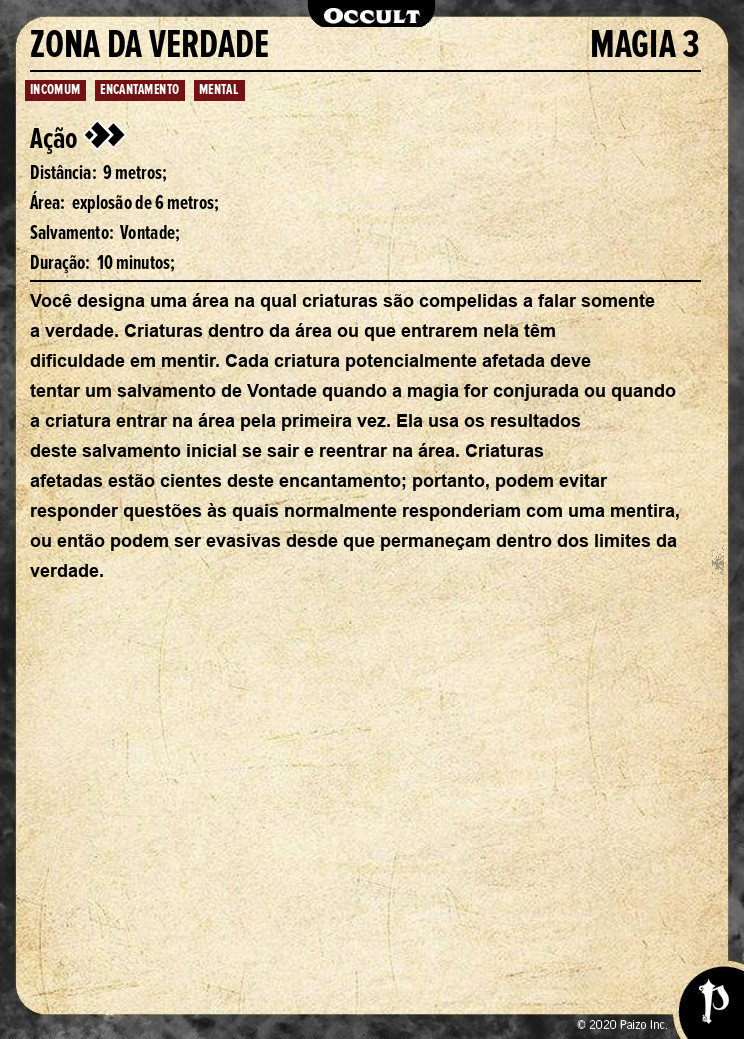 OCCULT
ZONA DA VERDADE MAGIA 3
INCOMUM ENCANTAMENTO MENTAL
Ação
Distância: 9 metros;
Área: explosão de 6 metros;
Salvamento: Vontade;
Duração: 10 minutos;
Você designa uma área na qual criaturas são compelidas a falar somente
a verdade. Criaturas dentro da área ou que entrarem nela têm
dificuldade em mentir. Cada criatura potencialmente afetada deve
tentar um salvamento de Vontade quando a magia for conjurada ou quando
a criatura entrar na área pela primeira vez. Ela usa os resultados
deste salvamento inicial se sair e reentrar na área. Criaturas
afetadas estão cientes deste encantamento; portanto, podem evitar
responder questões às quais normalmente responderiam com uma mentira,
ou então podem ser evasivas desde que permaneçam dentro dos limites da
verdade.
© 2020 Paizo Inc.
P